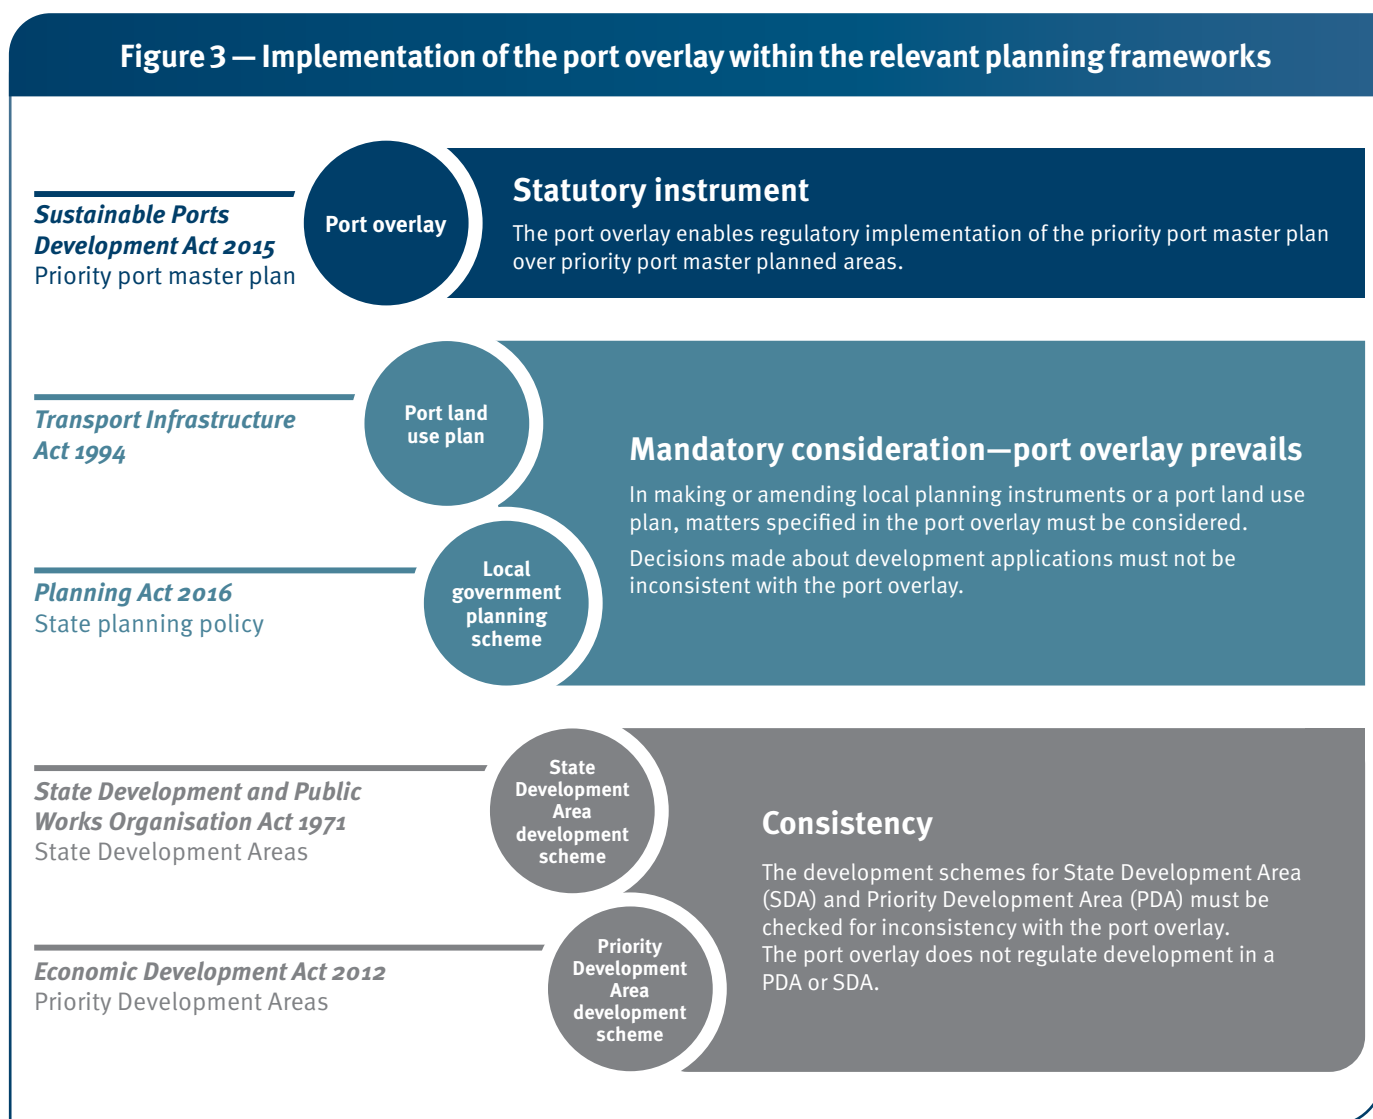 Figure 3 — Implementation of the port overlay within the relevant planning frameworks
Sustainable Ports
Development Act 2015
Priority port master plan
Port overlay
Statutory instrument
The port overlay enables regulatory implementation of the priority port master plan
over priority port master planned areas.
Transport Infrastructure
Act 1994
Port land
use plan
Planning Act 2016
State planning policy
Local
government
planning
scheme
Mandatory consideration—port overlay prevails
In making or amending local planning instruments or a port land use
plan, matters specified in the port overlay must be considered.
Decisions made about development applications must not be
inconsistent with the port overlay.
State Development and Public
Works Organisation Act 1971
State Development Areas
State
Development
Area
development
scheme
Economic Development Act 2012
Priority Development Areas
Priority
Development
Area
development
scheme
Consistency
The development schemes for State Development Area
(SDA) and Priority Development Area (PDA) must be
checked for inconsistency with the port overlay.
The port overlay does not regulate development in a
PDA or SDA.